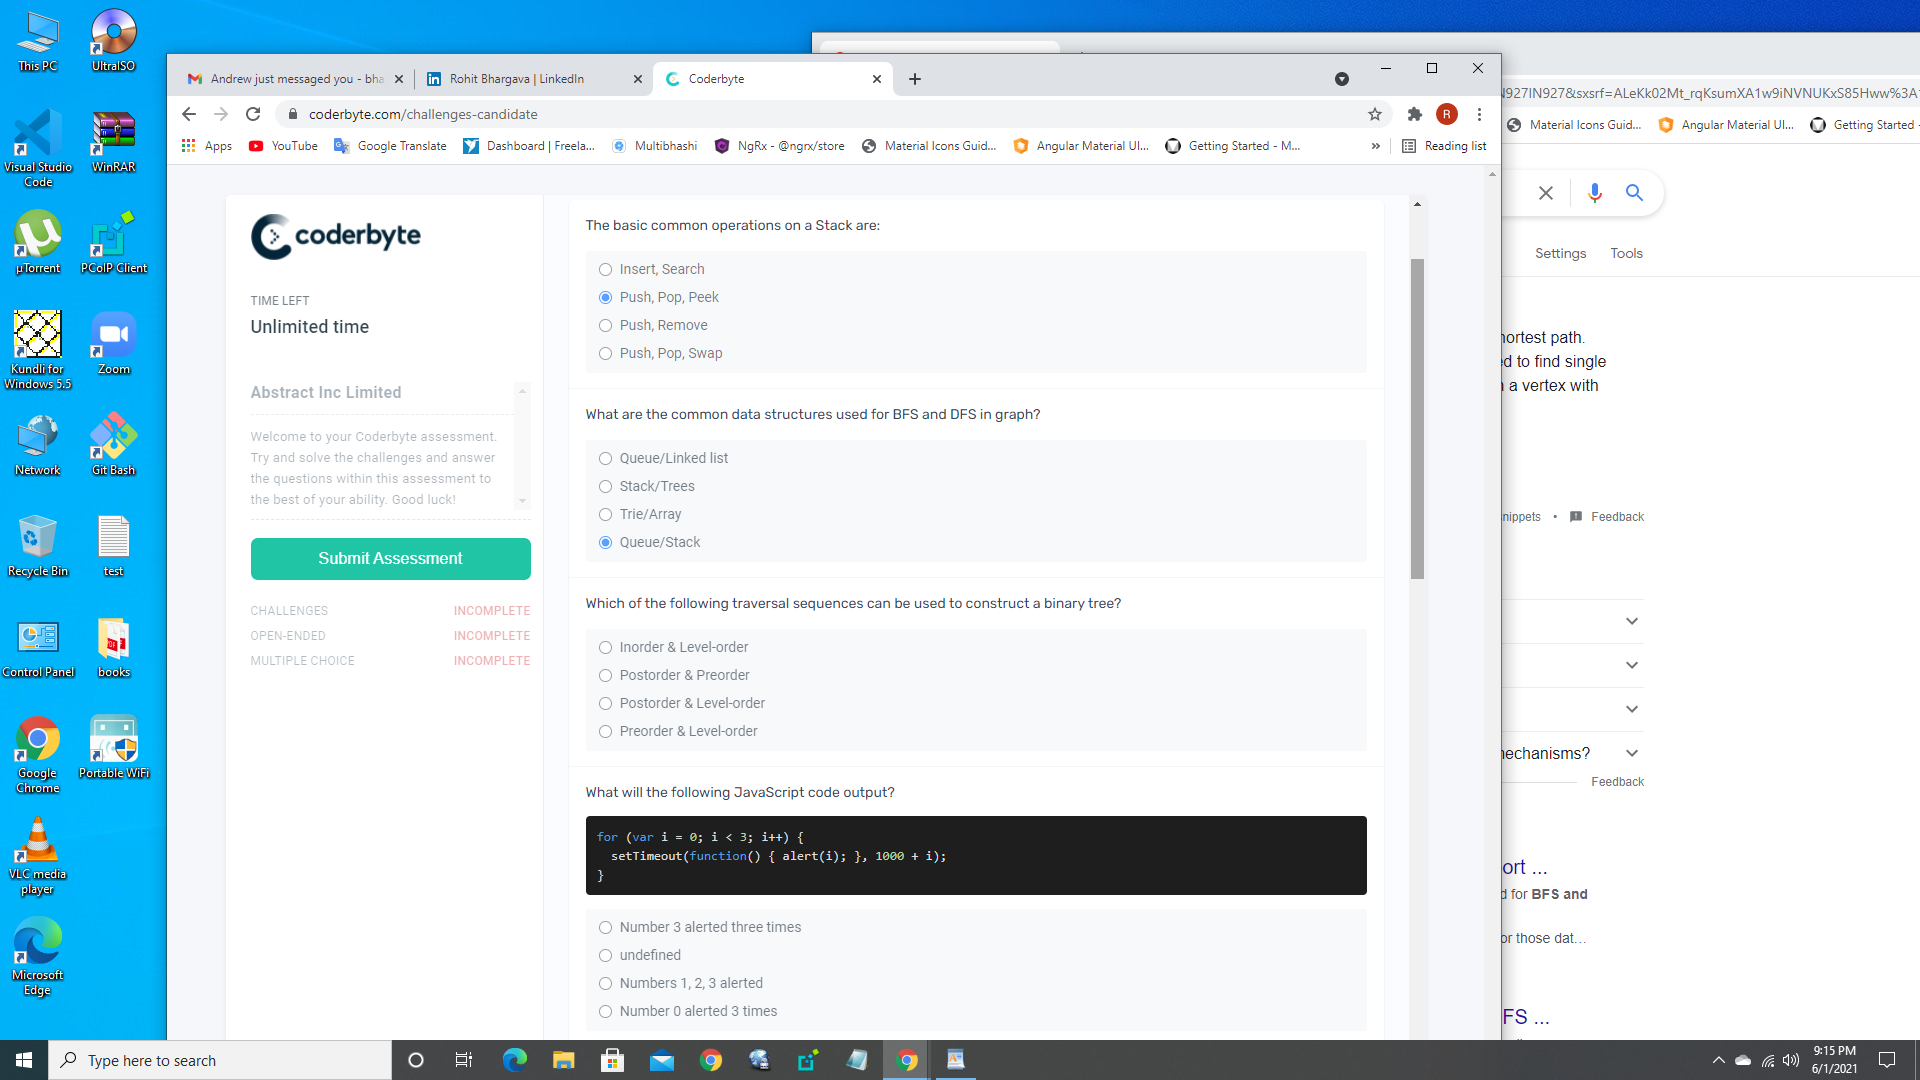 This PC
UltraISO
Visual Studio
Code
WinRAR
µTorrent
PCoIP Client
Kundli for
Windows 5.5
Zoom
Network
Git Bash
Recycle Bin
test
Control Panel
books
Google
Chrome
Portable WiFi
VLC media
player
Microsoft
Edge
Andrew just messaged you - bha
Rohit Bhargava | LinkedIn
Coderbyte
coderbyte.com/challenges-candidate
R
Apps
YouTube
Google Translate
Dashboard | Freela...
Multibhashi
NgRx - @ngrx/store
Material Icons Guid...
Angular Material UI...
Getting Started - M...
»
Reading list
coderbyte
TIME LEFT
Unlimited time
Abstract Inc Limited
Welcome to your Coderbyte assessment.
Try and solve the challenges and answer
the questions within this assessment to
the best of your ability. Good luck!
Submit Assessment
CHALLENGES INCOMPLETE
OPEN-ENDED INCOMPLETE
MULTIPLE CHOICE INCOMPLETE
The basic common operations on a Stack are:
Insert, Search
Push, Pop, Peek
Push, Remove
Push, Pop, Swap
What are the common data structures used for BFS and DFS in graph?
Queue/Linked list
Stack/Trees
Trie/Array
Queue/Stack
Which of the following traversal sequences can be used to construct a binary tree?
Inorder & Level-order
Postorder & Preorder
Postorder & Level-order
Preorder & Level-order
What will the following JavaScript code output?
for (var i = 0; i < 3; i++) {
setTimeout(function() { alert(i); }, 1000 + i);
}
Number 3 alerted three times
undefined
Numbers 1, 2, 3 alerted
Number 0 alerted 3 times
Material Icons Guid...
Angular Material UI...
Getting Started -
Settings
Tools
ortest path.
d to find single
a vertex with
nippets • Feedback
echanisms?
Feedback
ort ...
for BFS and
or those dat...
FS ...
Type here to search
9:15 PM
6/1/2021